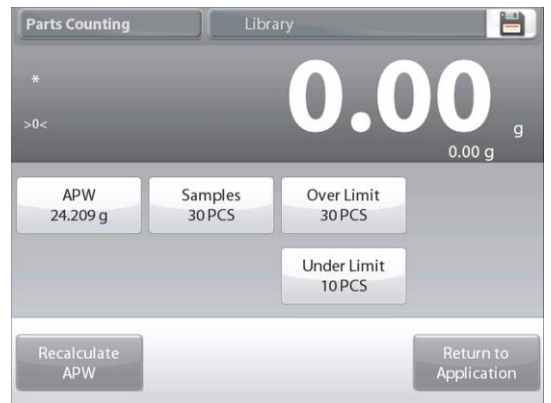 Parts Counting
Library
*
>0<
0.00 g
0.00 g
APW
24.209 g
Samples
30 PCS
Over Limit
30 PCS
Under Limit
10 PCS
Recalculate
APW
Return to
Application